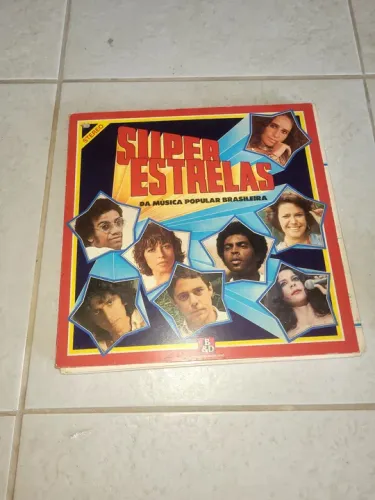 STEREO
SUPER
ESTRELAS
DA MÚSICA POPULAR BRASILEIRA